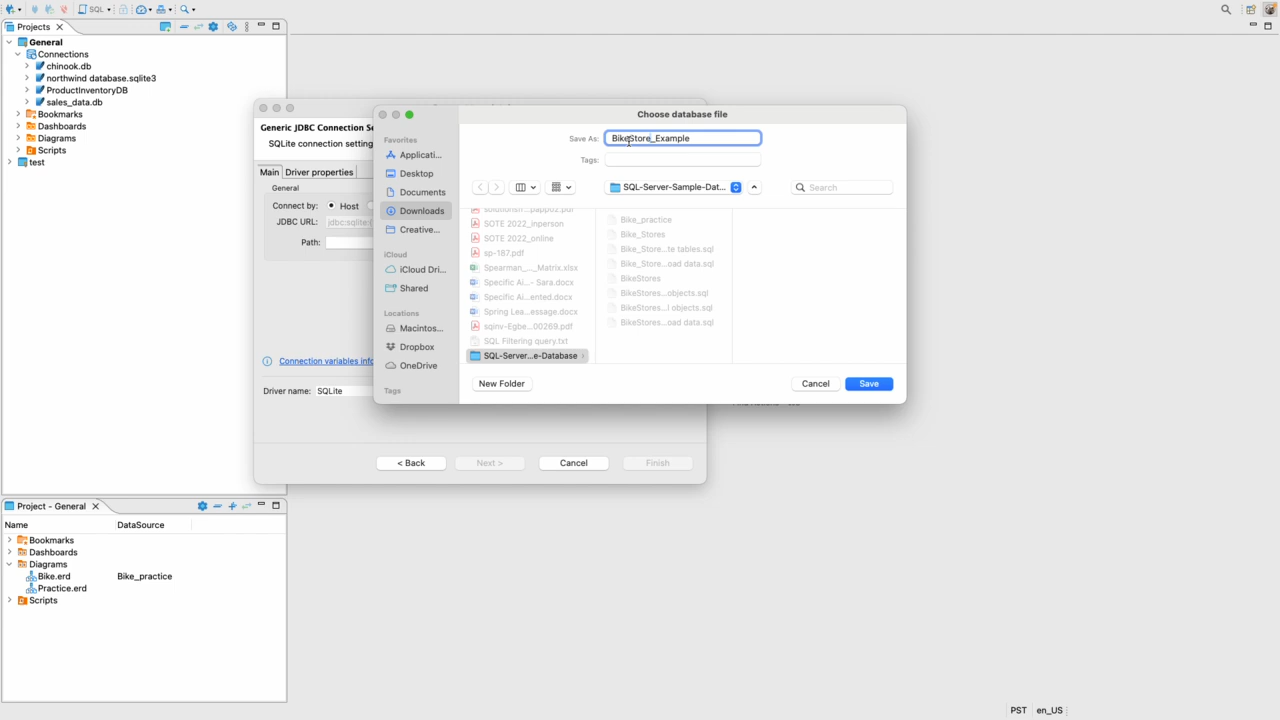 SQL
Projects
General
Connections
chinook.db
northwind database.sqlite3
ProductInventoryDB
sales_data.db
Bookmarks
Dashboards
Diagrams
Scripts
test
Generic JDBC Connection Se
SQLite connection setting
Main
Driver properties
General
Connect by:
Host
JDBC URL:
jdbc:sqlite:{
Path:
Connection variables info
Driver name:
SQLite
< Back
Next >
Cancel
Finish
Choose database file
Save As:
BikeStore_Example
Tags:
SQL-Server-Sample-Dat...
Search
Favorites
Applicati...
Desktop
Documents
Downloads
Creative...
iCloud
iCloud Dri...
Shared
Locations
Macintos...
Dropbox
OneDrive
Tags
SOTE 2022_inperson
SOTE 2022_online
sp-187.pdf
Spearman_..._Matrix.xlsx
Specific Ai...- Sara.docx
Specific Ai...ented.docx
Spring Lea...essage.docx
sqinv-Egbe...00269.pdf
SQL Filtering query.txt
SQL-Server...e-Database
Bike_practice
Bike_Stores
Bike_Store...te tables.sql
Bike_Store...oad data.sql
BikeStores
BikeStores...objects.sql
BikeStores...l objects.sql
BikeStores...oad data.sql
New Folder
Cancel
Save
Project - General
Name
DataSource
Bookmarks
Dashboards
Diagrams
Bike.erd
Bike_practice
Practice.erd
Scripts
PST
en_US